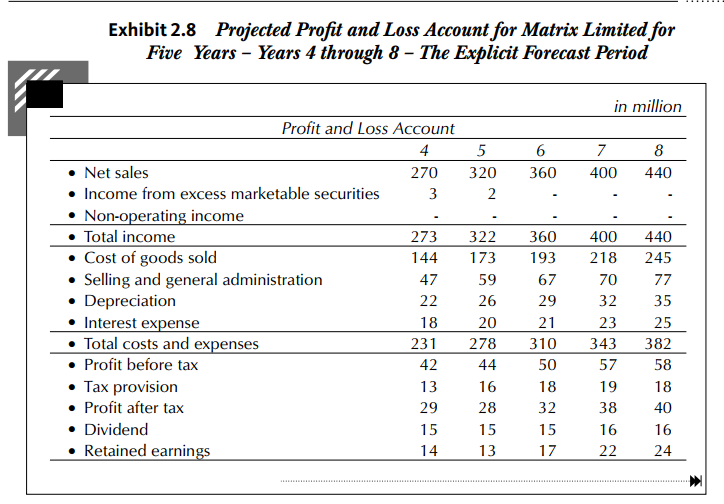 Exhibit 2.8 Projected Profit and Loss Account for Matrix Limited for
Five Years – Years 4 through 8 – The Explicit Forecast Period
in million
Profit and Loss Account
4 5 6 7 8
• Net sales 270 320 360 400 440
• Income from excess marketable securities 3 2 - - -
• Non-operating income - - - - -
• Total income 273 322 360 400 440
• Cost of goods sold 144 173 193 218 245
• Selling and general administration 47 59 67 70 77
• Depreciation 22 26 29 32 35
• Interest expense 18 20 21 23 25
• Total costs and expenses 231 278 310 343 382
• Profit before tax 42 44 50 57 58
• Tax provision 13 16 18 19 18
• Profit after tax 29 28 32 38 40
• Dividend 15 15 15 16 16
• Retained earnings 14 13 17 22 24